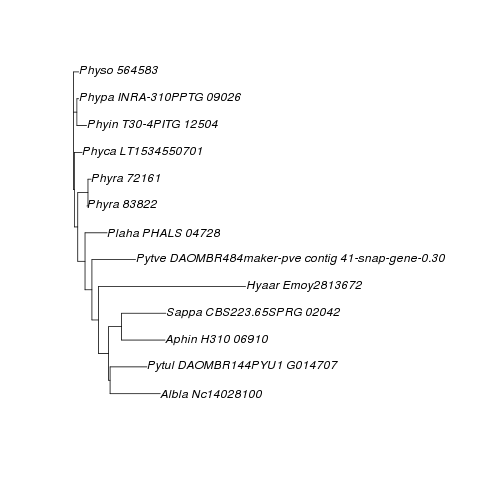 Physo 564583
Phypa INRA-310PPTG 09026
Phyin T30-4PITG 12504
Phyca LT1534550701
Phyra 72161
Phyra 83822
Plaha PHALS 04728
Pytve DAOMBR484maker-pve contig 41-snap-gene-0.30
Hyaar Emoy2813672
Sappa CBS223.65SPRG 02042
Aphin H310 06910
Pytul DAOMBR144PYU1 G014707
Albla Nc14028100